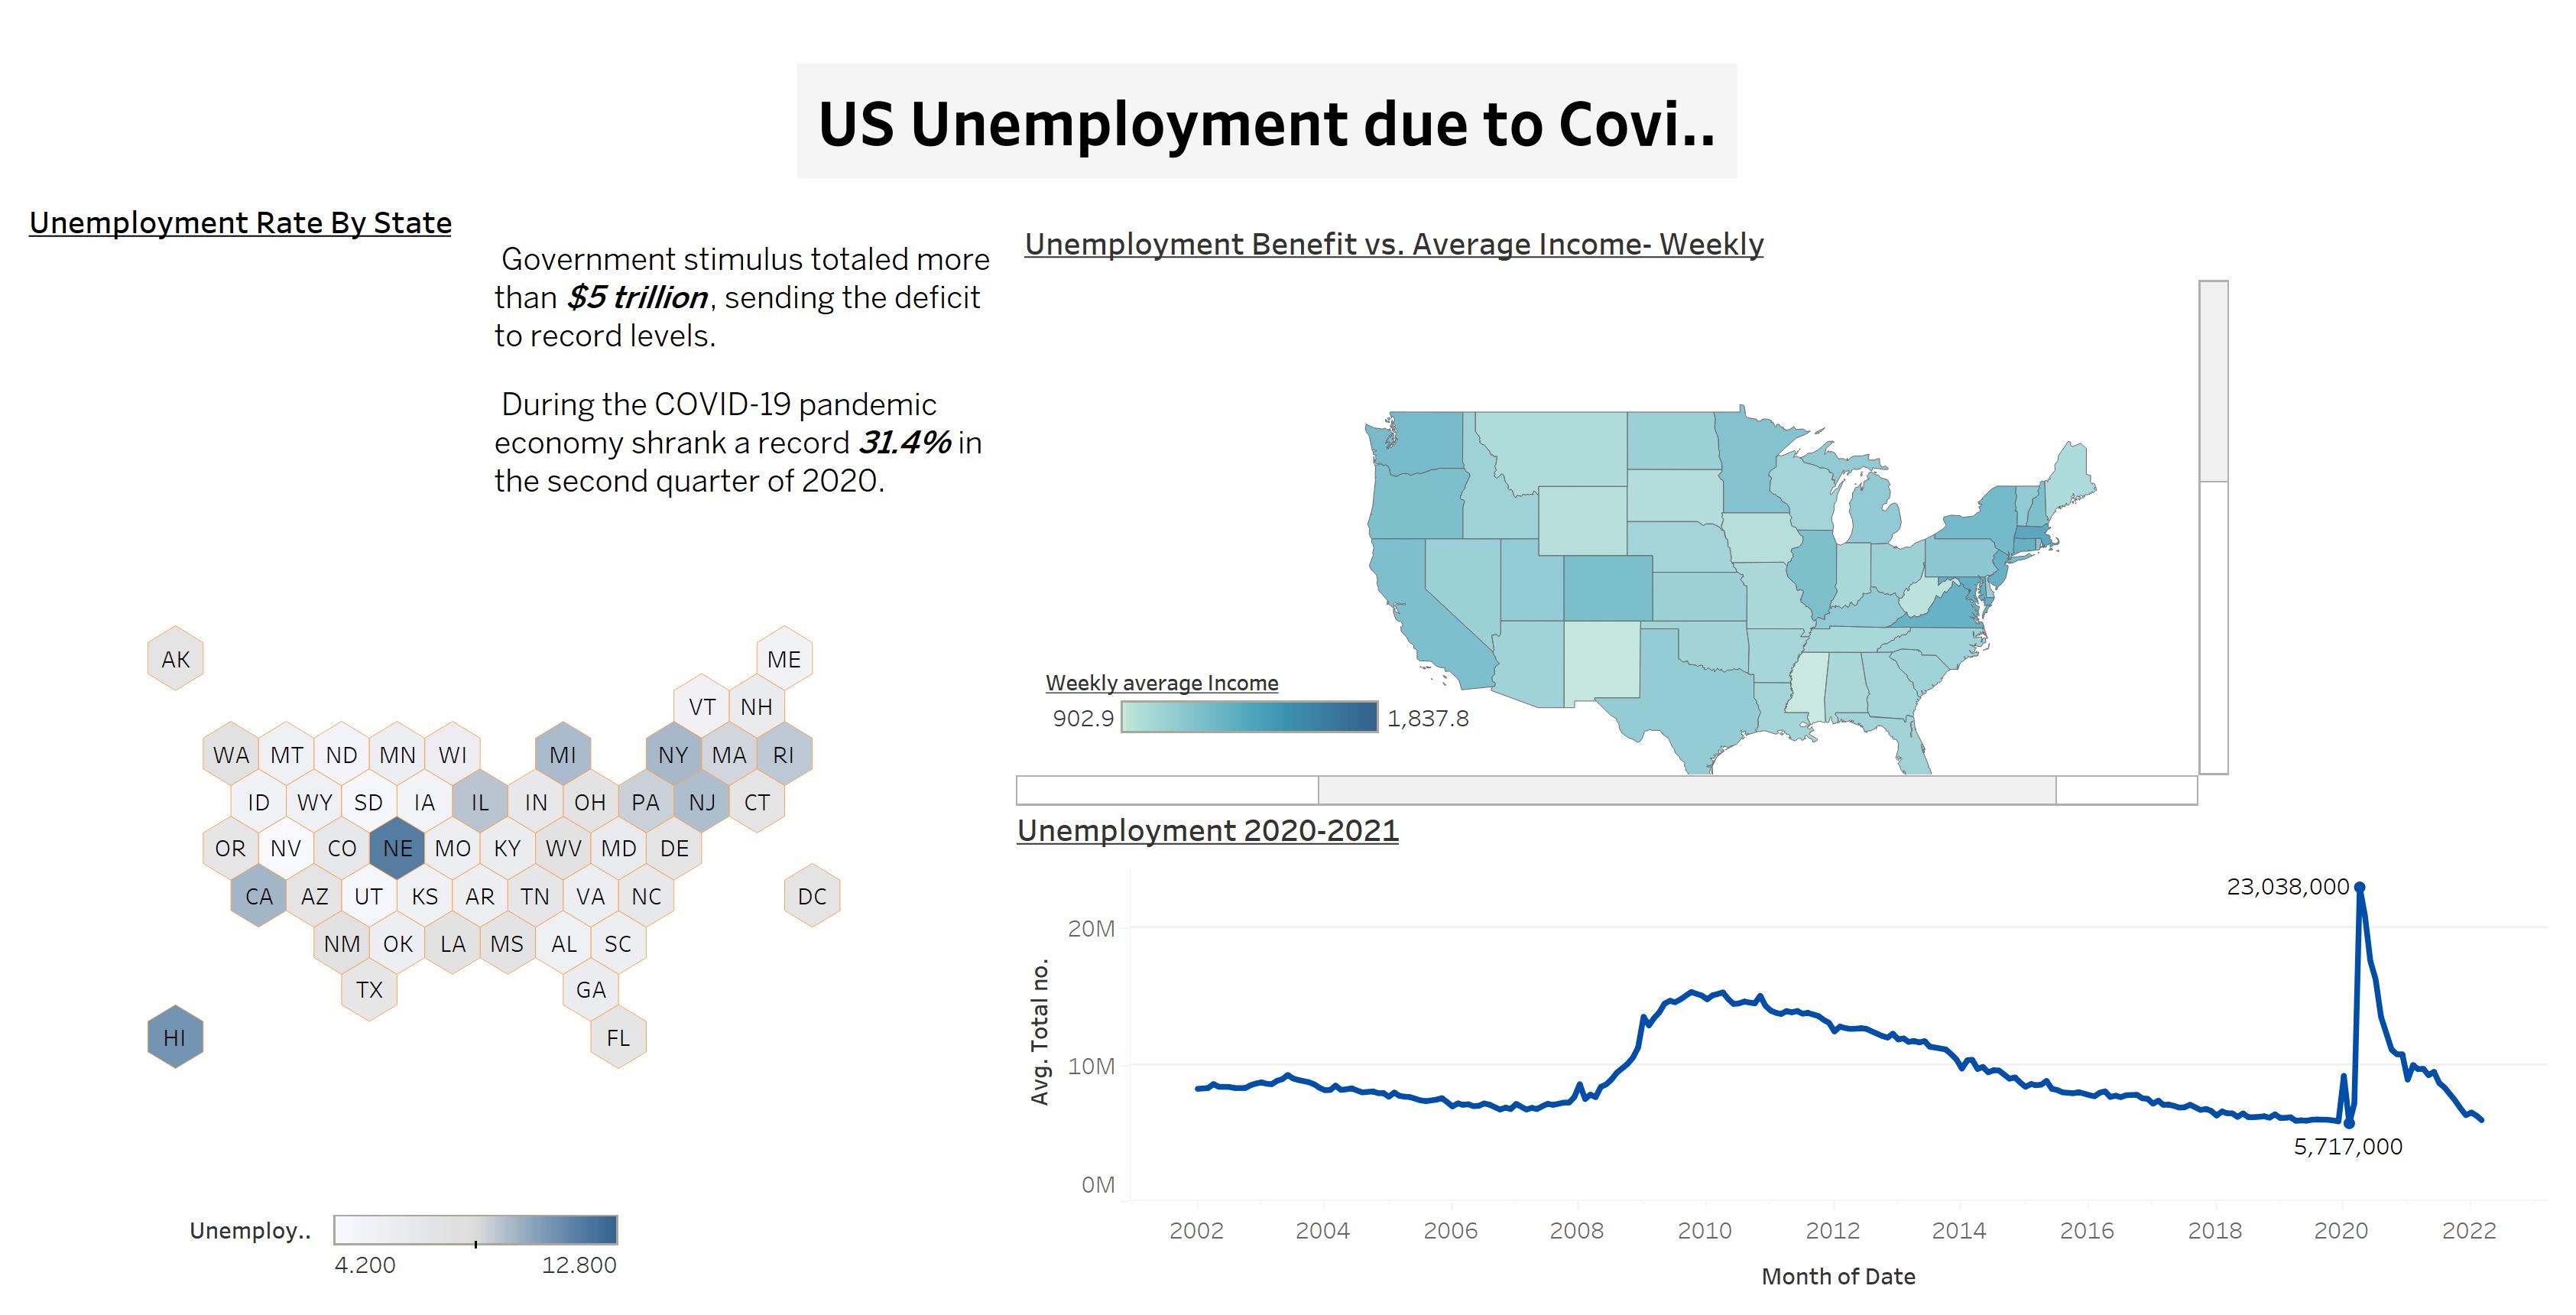 US Unemployment due to Covi..
Unemployment Rate By State
Government stimulus totaled more
than $5 trillion, sending the deficit
to record levels.
During the COVID-19 pandemic
economy shrank a record 31.4% in
the second quarter of 2020.
AK
ME
VT NH
WA MT ND MN WI MI NY MA RI
ID WY SD IA IL IN OH PA NJ CT
OR NV CO NE MO KY WV MD DE
CA AZ UT KS AR TN VA NC DC
NM OK LA MS AL SC
TX GA
HI FL
Unemploy..
4.200 12.800
Unemployment Benefit vs. Average Income- Weekly
Weekly average Income
902.9 1,837.8
Unemployment 2020-2021
23,038,000
5,717,000
Avg. Total no.
20M
10M
0M
2002 2004 2006 2008 2010 2012 2014 2016 2018 2020 2022
Month of Date